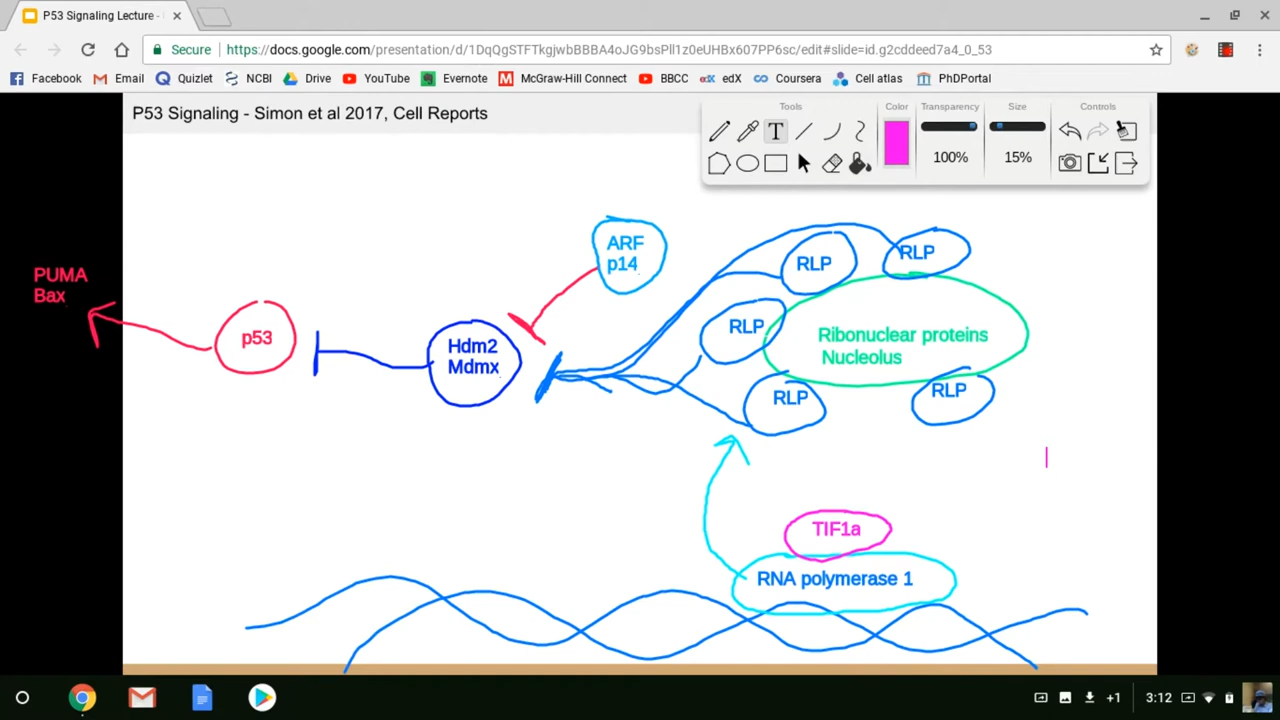 P53 Signaling Lecture -
Secure
https://docs.google.com/presentation/d/1DqQgSTFTkgjwbBBBA4oJG9bsPll1z0eUHBx607PP6sc/edit#slide=id.g2cddeed7a4_0_53
Facebook Email Quizlet NCBI Drive YouTube Evernote McGraw-Hill Connect BBCC edX Coursera Cell atlas PhDPortal
P53 Signaling - Simon et al 2017, Cell Reports
Tools Color Transparency Size Controls
T
100% 15%
ARF
p14
RLP
RLP
PUMA
Bax
RLP
Ribonuclear proteins
Nucleolus
p53
Hdm2
Mdmx
RLP
RLP
TIF1a
RNA polymerase 1
+1 3:12